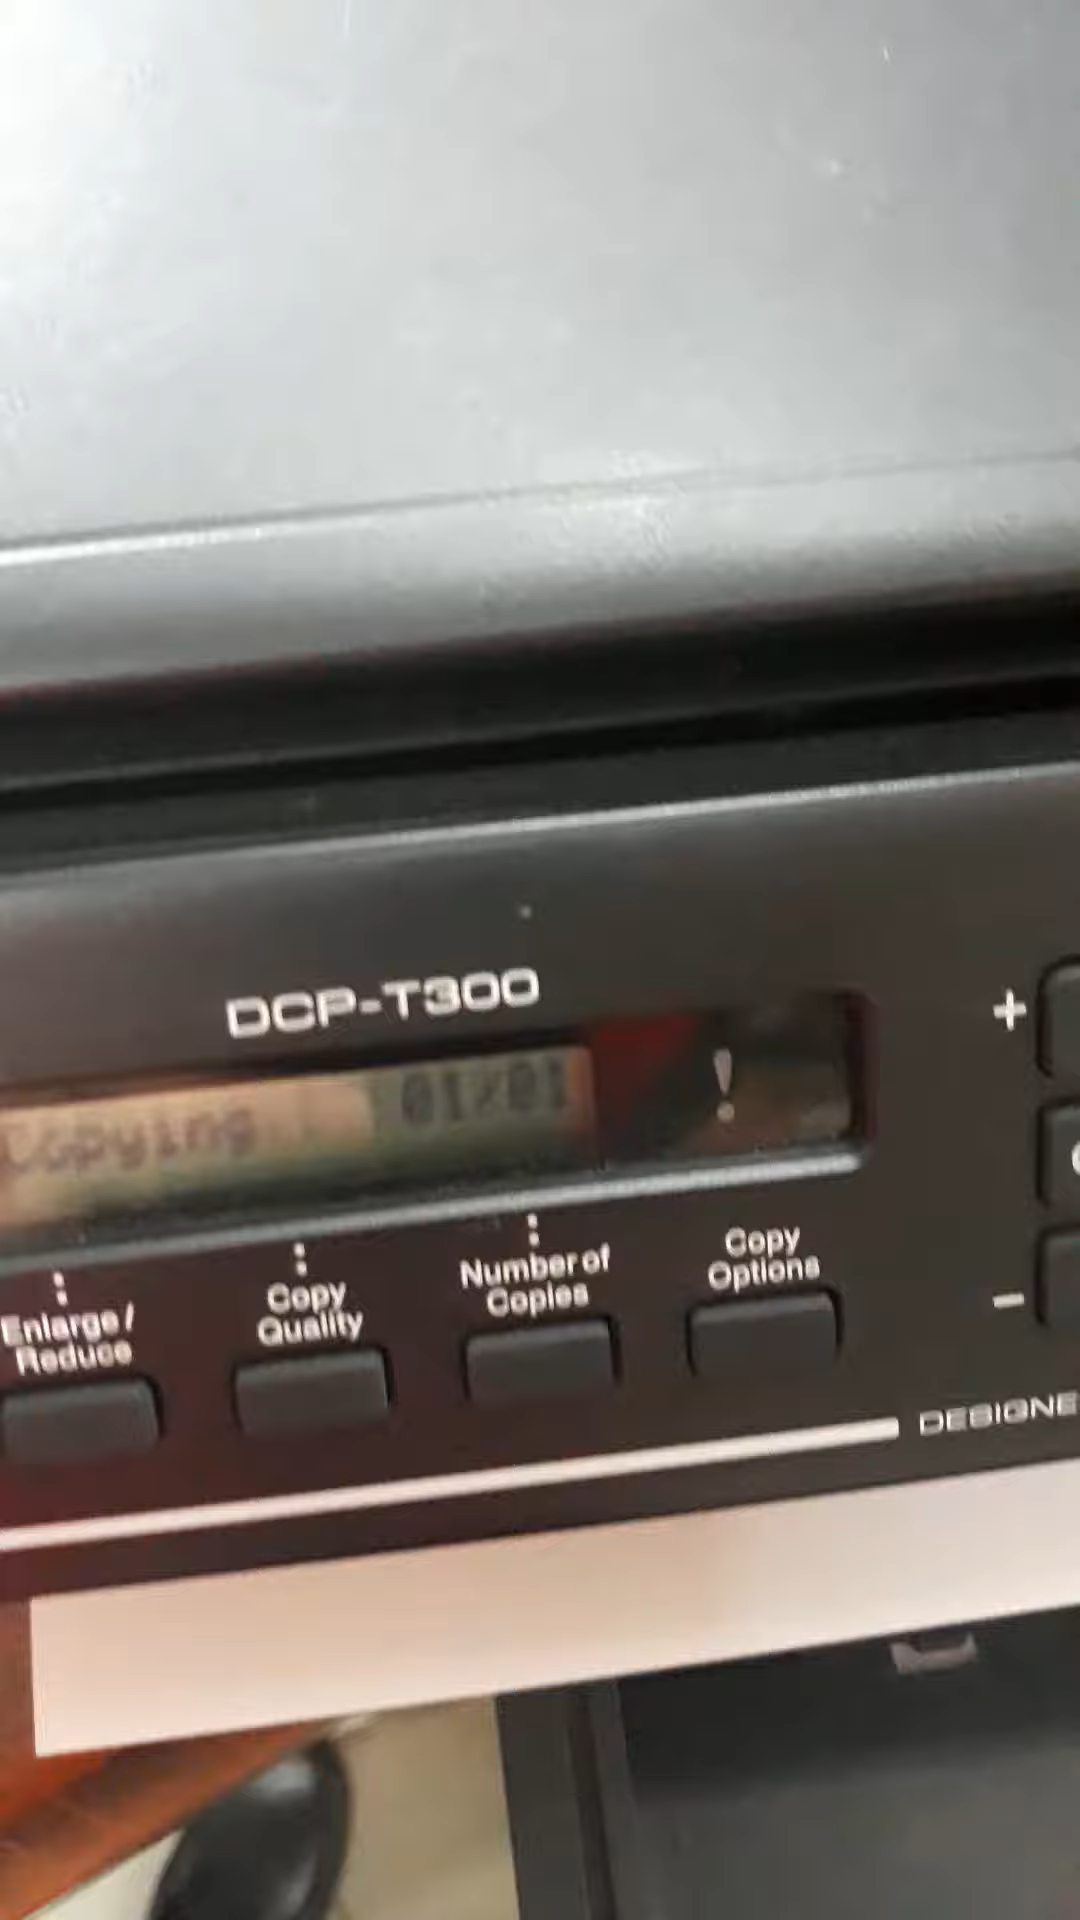 DCP-T300
Copying 01/01
!
+
Enlarge/
Reduce
Copy
Quality
Number of
Copies
Copy
Options
-
DESIGNE